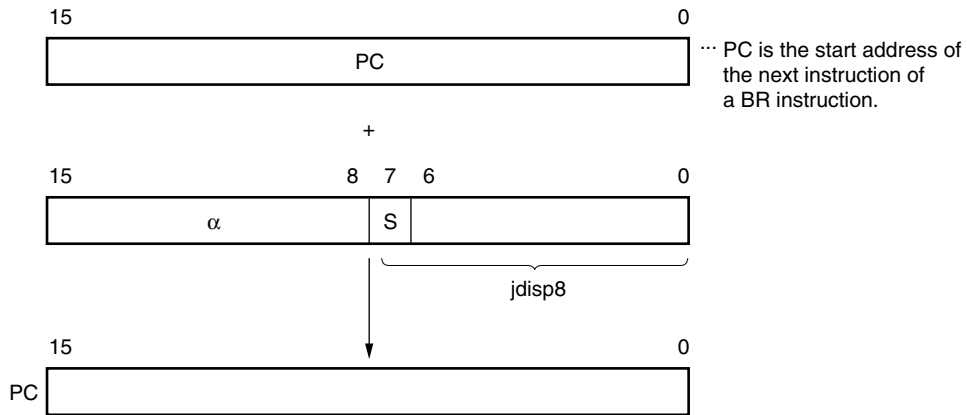 15 0
PC
... PC is the start address of
the next instruction of
a BR instruction.
+
15 8 7 6 0
α S
jdisp8
15 0
PC